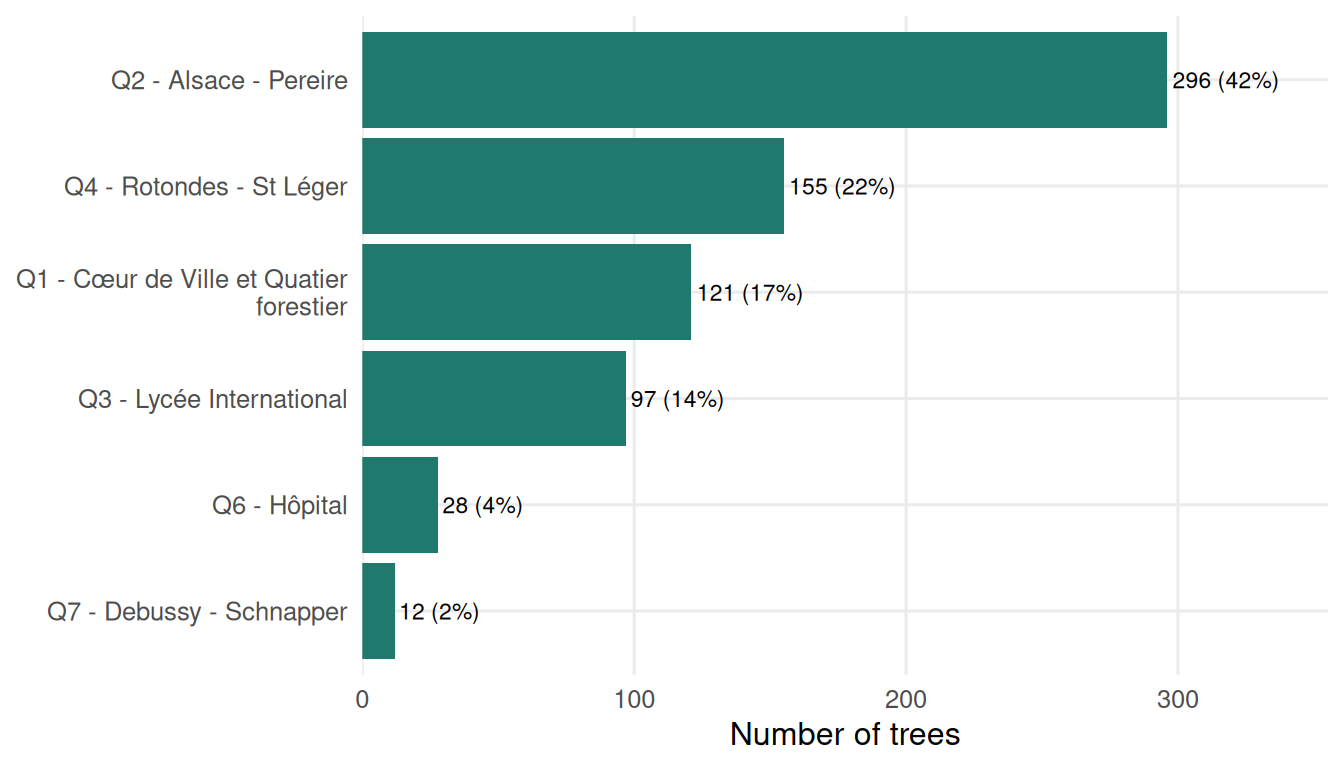 Q2 - Alsace - Pereire
296 (42%)
Q4 - Rotondes - St Léger
155 (22%)
Q1 - Cœur de Ville et Quatier
forestier
121 (17%)
Q3 - Lycée International
97 (14%)
Q6 - Hôpital
28 (4%)
Q7 - Debussy - Schnapper
12 (2%)
0 100 200 300
Number of trees